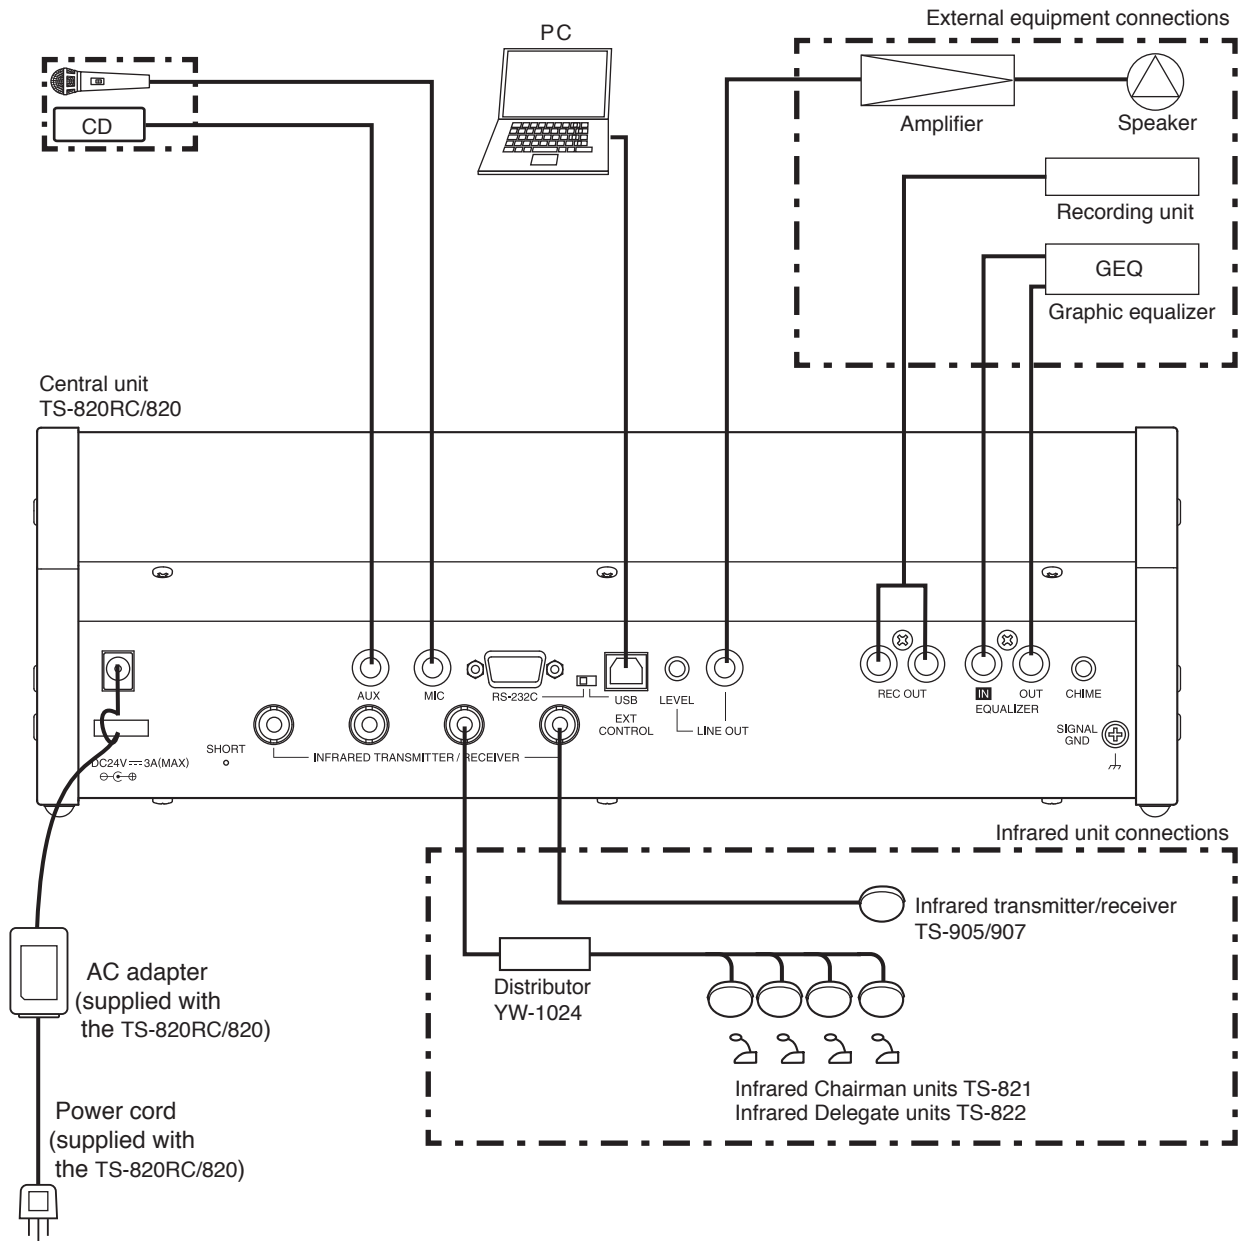 External equipment connections
PC
CD
Amplifier
Speaker
Recording unit
GEQ
Graphic equalizer
Central unit
TS-820RC/820
AUX
MIC
RS-232C
USB
EXT
CONTROL
LEVEL
LINE OUT
REC OUT
IN
OUT
EQUALIZER
CHIME
SIGNAL
GND
SHORT
INFRARED TRANSMITTER / RECEIVER
DC24V 3A(MAX)
Infrared unit connections
Infrared transmitter/receiver
TS-905/907
Distributor
YW-1024
Infrared Chairman units TS-821
Infrared Delegate units TS-822
AC adapter
(supplied with
the TS-820RC/820)
Power cord
(supplied with
the TS-820RC/820)